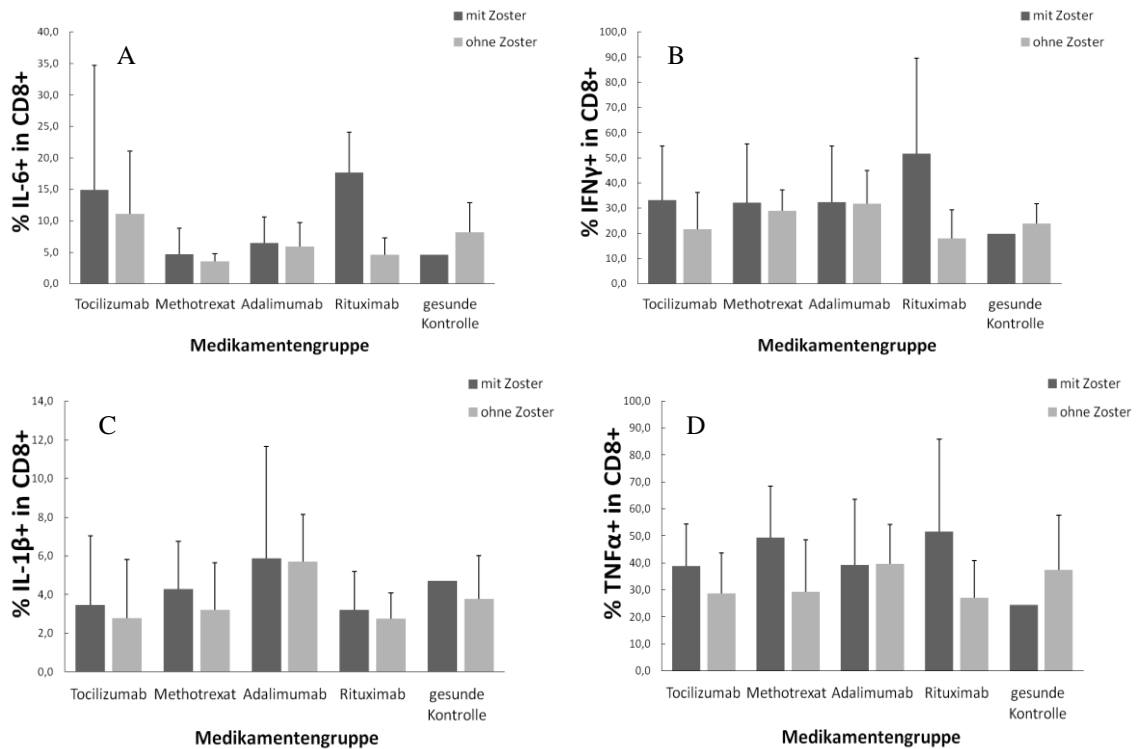 A
mit Zoster
ohne Zoster
% IL-6+ in CD8+
40,0
35,0
30,0
25,0
20,0
15,0
10,0
5,0
0,0
Tocilizumab Methotrexat Adalimumab Rituximab gesunde
Kontrolle
Medikamentengruppe
B
mit Zoster
ohne Zoster
% IFNγ+ in CD8+
100,0
90,0
80,0
70,0
60,0
50,0
40,0
30,0
20,0
10,0
0,0
Tocilizumab Methotrexat Adalimumab Rituximab gesunde
Kontrolle
Medikamentengruppe
C
mit Zoster
ohne Zoster
% IL-1β+ in CD8+
14,0
12,0
10,0
8,0
6,0
4,0
2,0
0,0
Tocilizumab Methotrexat Adalimumab Rituximab gesunde
Kontrolle
Medikamentengruppe
D
mit Zoster
ohne Zoster
% TNFα+ in CD8+
100,0
90,0
80,0
70,0
60,0
50,0
40,0
30,0
20,0
10,0
0,0
Tocilizumab Methotrexat Adalimumab Rituximab gesunde
Kontrolle
Medikamentengruppe